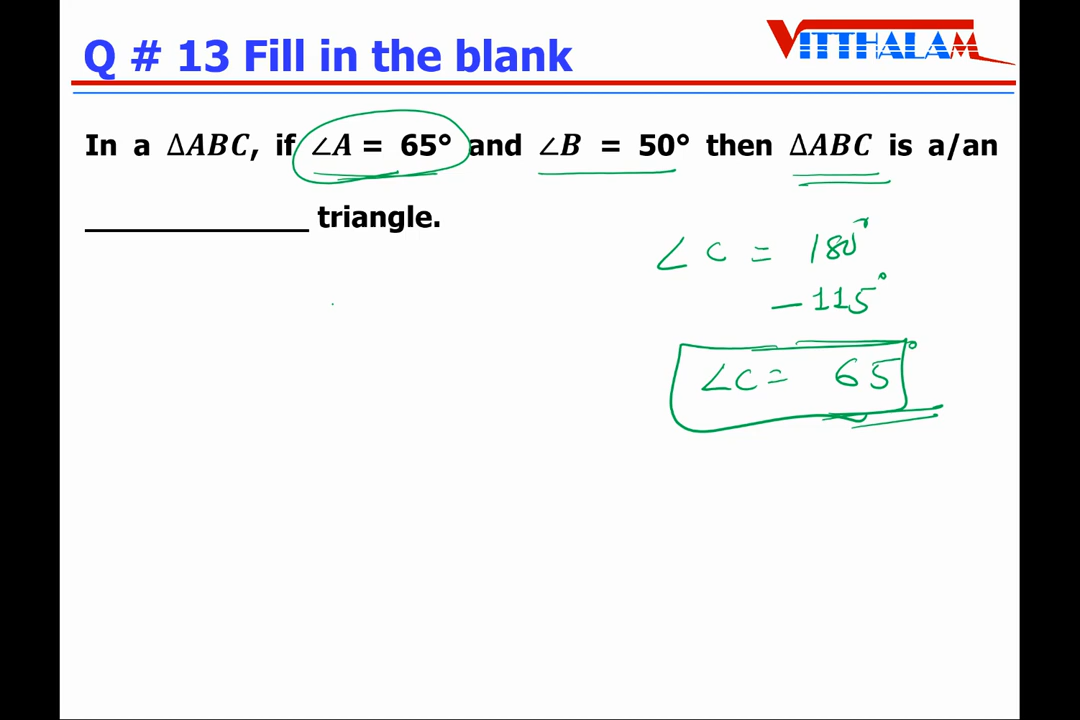 Q # 13 Fill in the blank
VITTHALAM
In a ΔABC, if ∠A = 65° and ∠B = 50° then ΔABC is a/an
______________ triangle.
∠C = 180°
-115°
∠C = 65°